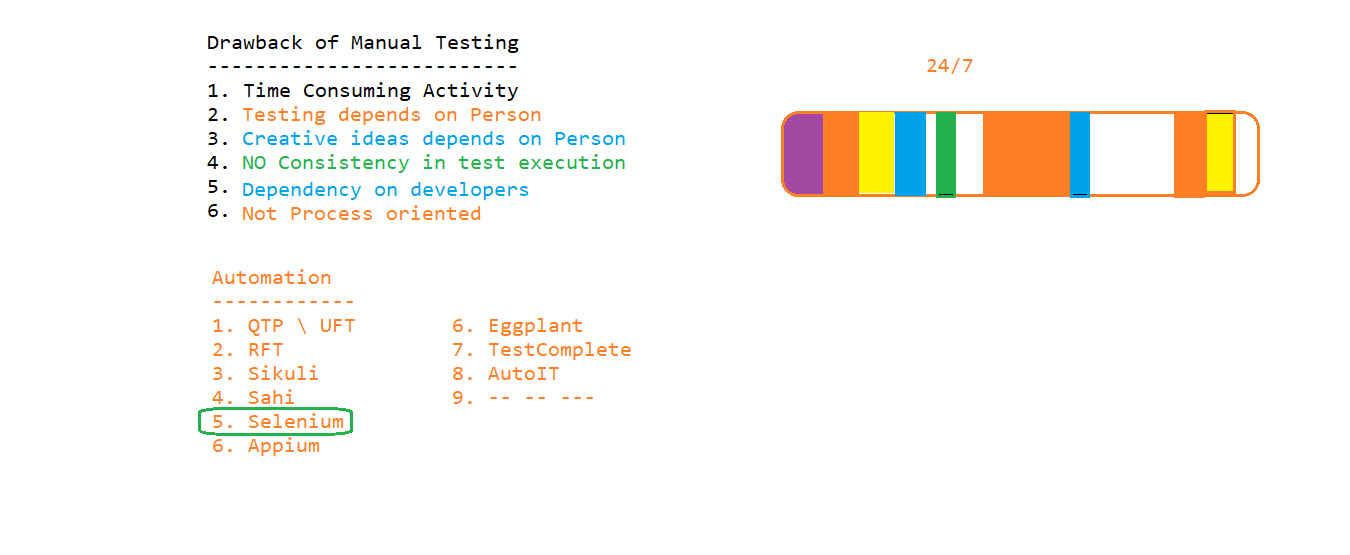 Drawback of Manual Testing
--------------------------
1. Time Consuming Activity
2. Testing depends on Person
3. Creative ideas depends on Person
4. NO Consistency in test execution
5. Dependency on developers
6. Not Process oriented
24/7
Automation
------------
1. QTP \ UFT
2. RFT
3. Sikuli
4. Sahi
5. Selenium
6. Appium
6. Eggplant
7. TestComplete
8. AutoIT
9. -- -- ---